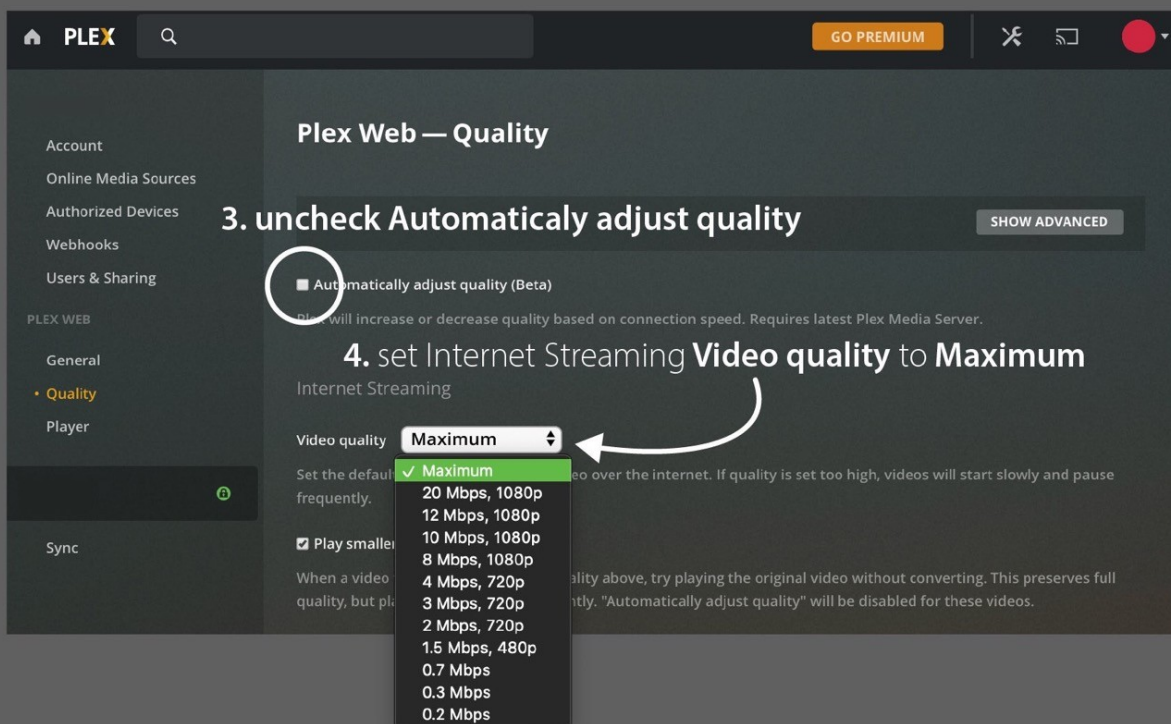 PLEX
GO PREMIUM
Account
Online Media Sources
Authorized Devices
Webhooks
Users & Sharing
PLEX WEB
General
• Quality
Player
Sync
Plex Web — Quality
3. uncheck Automaticaly adjust quality
SHOW ADVANCED
Automatically adjust quality (Beta)
Plex will increase or decrease quality based on connection speed. Requires latest Plex Media Server.
4. set Internet Streaming Video quality to Maximum
Internet Streaming
Video quality Maximum
Set the defaul eo over the internet. If quality is set too high, videos will start slowly and pause
frequently.
Play smaller
When a video ality above, try playing the original video without converting. This preserves full
quality, but pla tly. "Automatically adjust quality" will be disabled for these videos.
✓ Maximum
20 Mbps, 1080p
12 Mbps, 1080p
10 Mbps, 1080p
8 Mbps, 1080p
4 Mbps, 720p
3 Mbps, 720p
2 Mbps, 720p
1.5 Mbps, 480p
0.7 Mbps
0.3 Mbps
0.2 Mbps